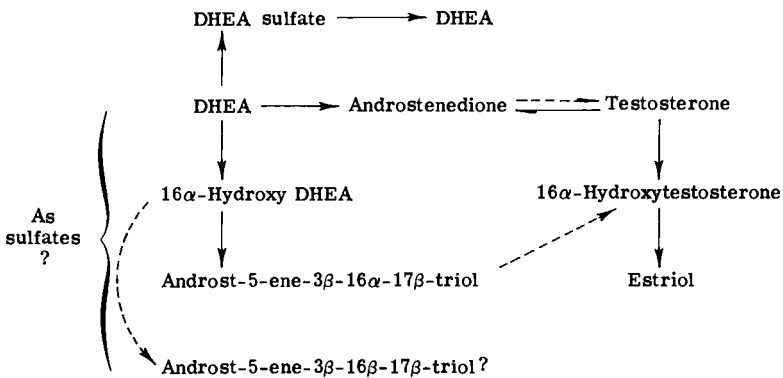 DHEA sulfate DHEA
DHEA Androstenedione Testosterone
16α-Hydroxy DHEA 16α-Hydroxytestosterone
As
sulfates
?
Androst-5-ene-3β-16α-17β-triol Estriol
Androst-5-ene-3β-16β-17β-triol?